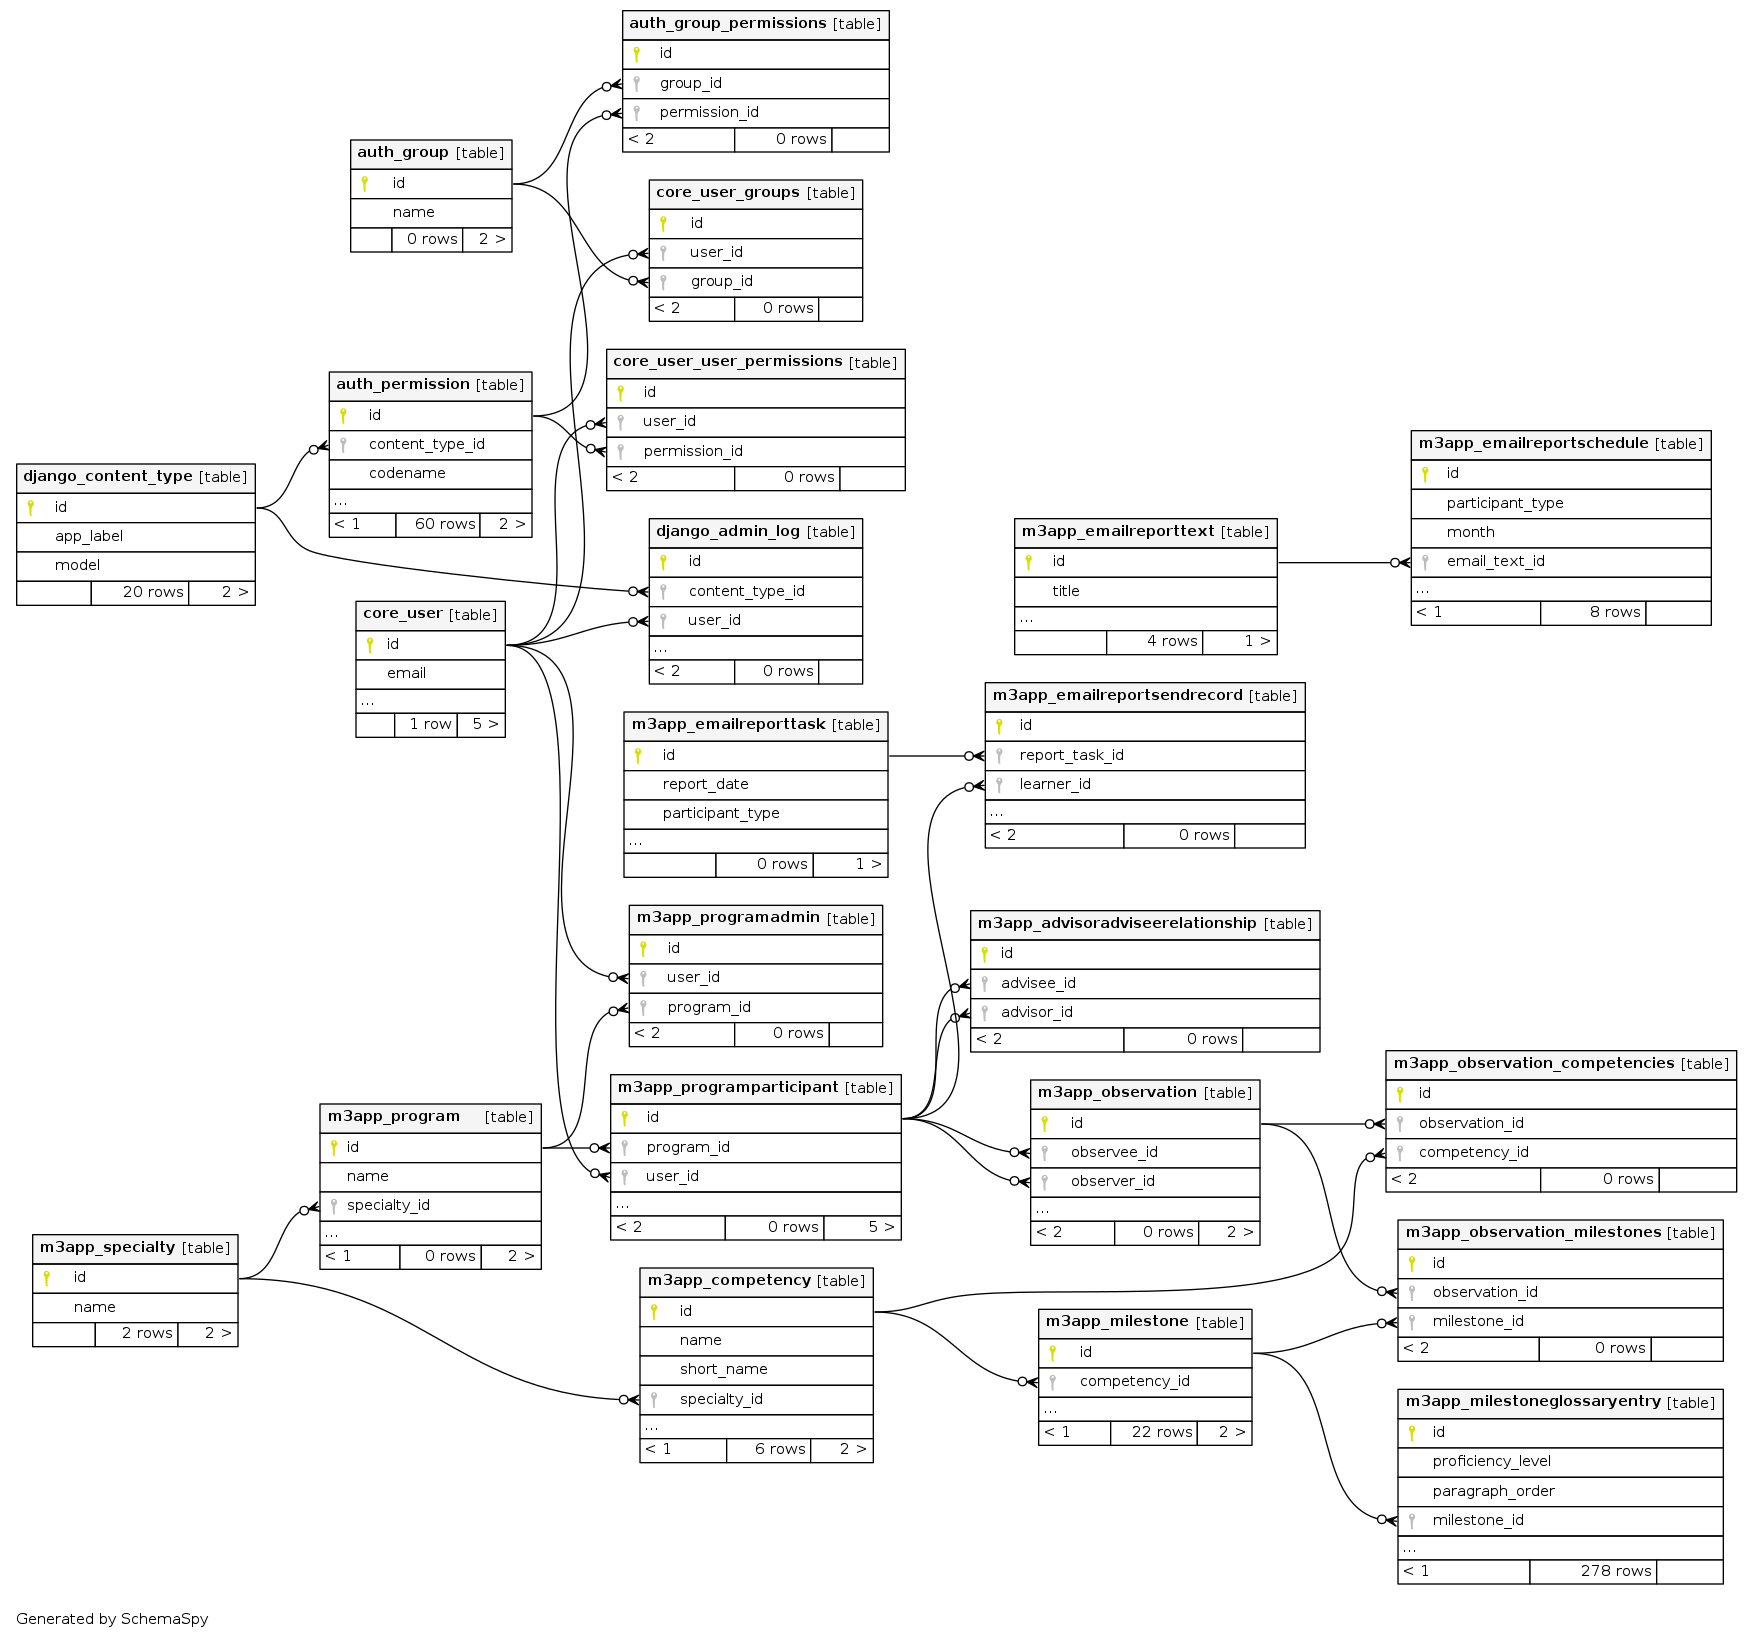 auth_group_permissions [table]
id
group_id
permission_id
< 2 0 rows
auth_group [table]
id
name
0 rows 2 >
core_user_groups [table]
id
user_id
group_id
< 2 0 rows
core_user_user_permissions [table]
id
user_id
permission_id
< 2 0 rows
auth_permission [table]
id
content_type_id
codename
...
< 1 60 rows 2 >
django_content_type [table]
id
app_label
model
20 rows 2 >
django_admin_log [table]
id
content_type_id
user_id
...
< 2 0 rows
core_user [table]
id
email
...
1 row 5 >
m3app_emailreporttext [table]
id
title
...
4 rows 1 >
m3app_emailreportschedule [table]
id
participant_type
month
email_text_id
...
< 1 8 rows
m3app_emailreporttask [table]
id
report_date
participant_type
...
0 rows 1 >
m3app_emailreportsendrecord [table]
id
report_task_id
learner_id
...
< 2 0 rows
m3app_programadmin [table]
id
user_id
program_id
< 2 0 rows
m3app_advisoradviseerelationship [table]
id
advisee_id
advisor_id
< 2 0 rows
m3app_programparticipant [table]
id
program_id
user_id
...
< 2 0 rows 5 >
m3app_observation [table]
id
observee_id
observer_id
...
< 2 0 rows 2 >
m3app_observation_competencies [table]
id
observation_id
competency_id
< 2 0 rows
m3app_program [table]
id
name
specialty_id
...
< 1 0 rows 2 >
m3app_specialty [table]
id
name
2 rows 2 >
m3app_competency [table]
id
name
short_name
specialty_id
...
< 1 6 rows 2 >
m3app_milestone [table]
id
competency_id
...
< 1 22 rows 2 >
m3app_observation_milestones [table]
id
observation_id
milestone_id
< 2 0 rows
m3app_milestoneglossaryentry [table]
id
proficiency_level
paragraph_order
milestone_id
...
< 1 278 rows
Generated by SchemaSpy